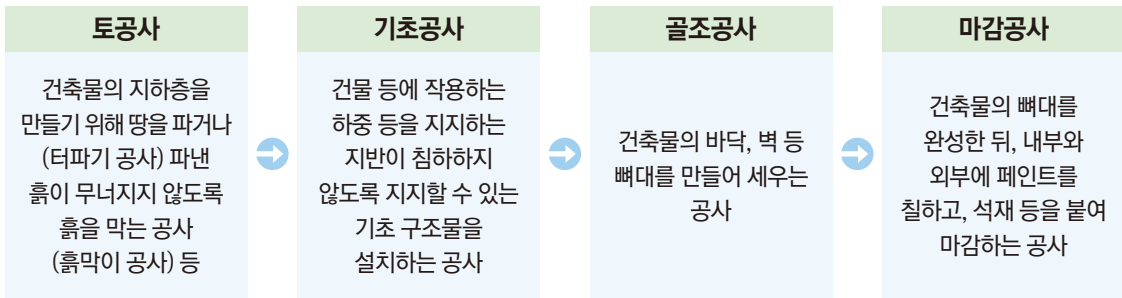 토공사
건축물의 지하층을
만들기 위해 땅을 파거나
(터파기 공사) 파낸
흙이 무너지지 않도록
흙을 막는 공사
(흙막이 공사) 등
기초공사
건물 등에 작용하는
하중 등을 지지하는
지반이 침하하지
않도록 지지할 수 있는
기초 구조물을
설치하는 공사
골조공사
건축물의 바닥, 벽 등
뼈대를 만들어 세우는
공사
마감공사
건축물의 뼈대를
완성한 뒤, 내부와
외부에 페인트를
칠하고, 석재 등을 붙여
마감하는 공사